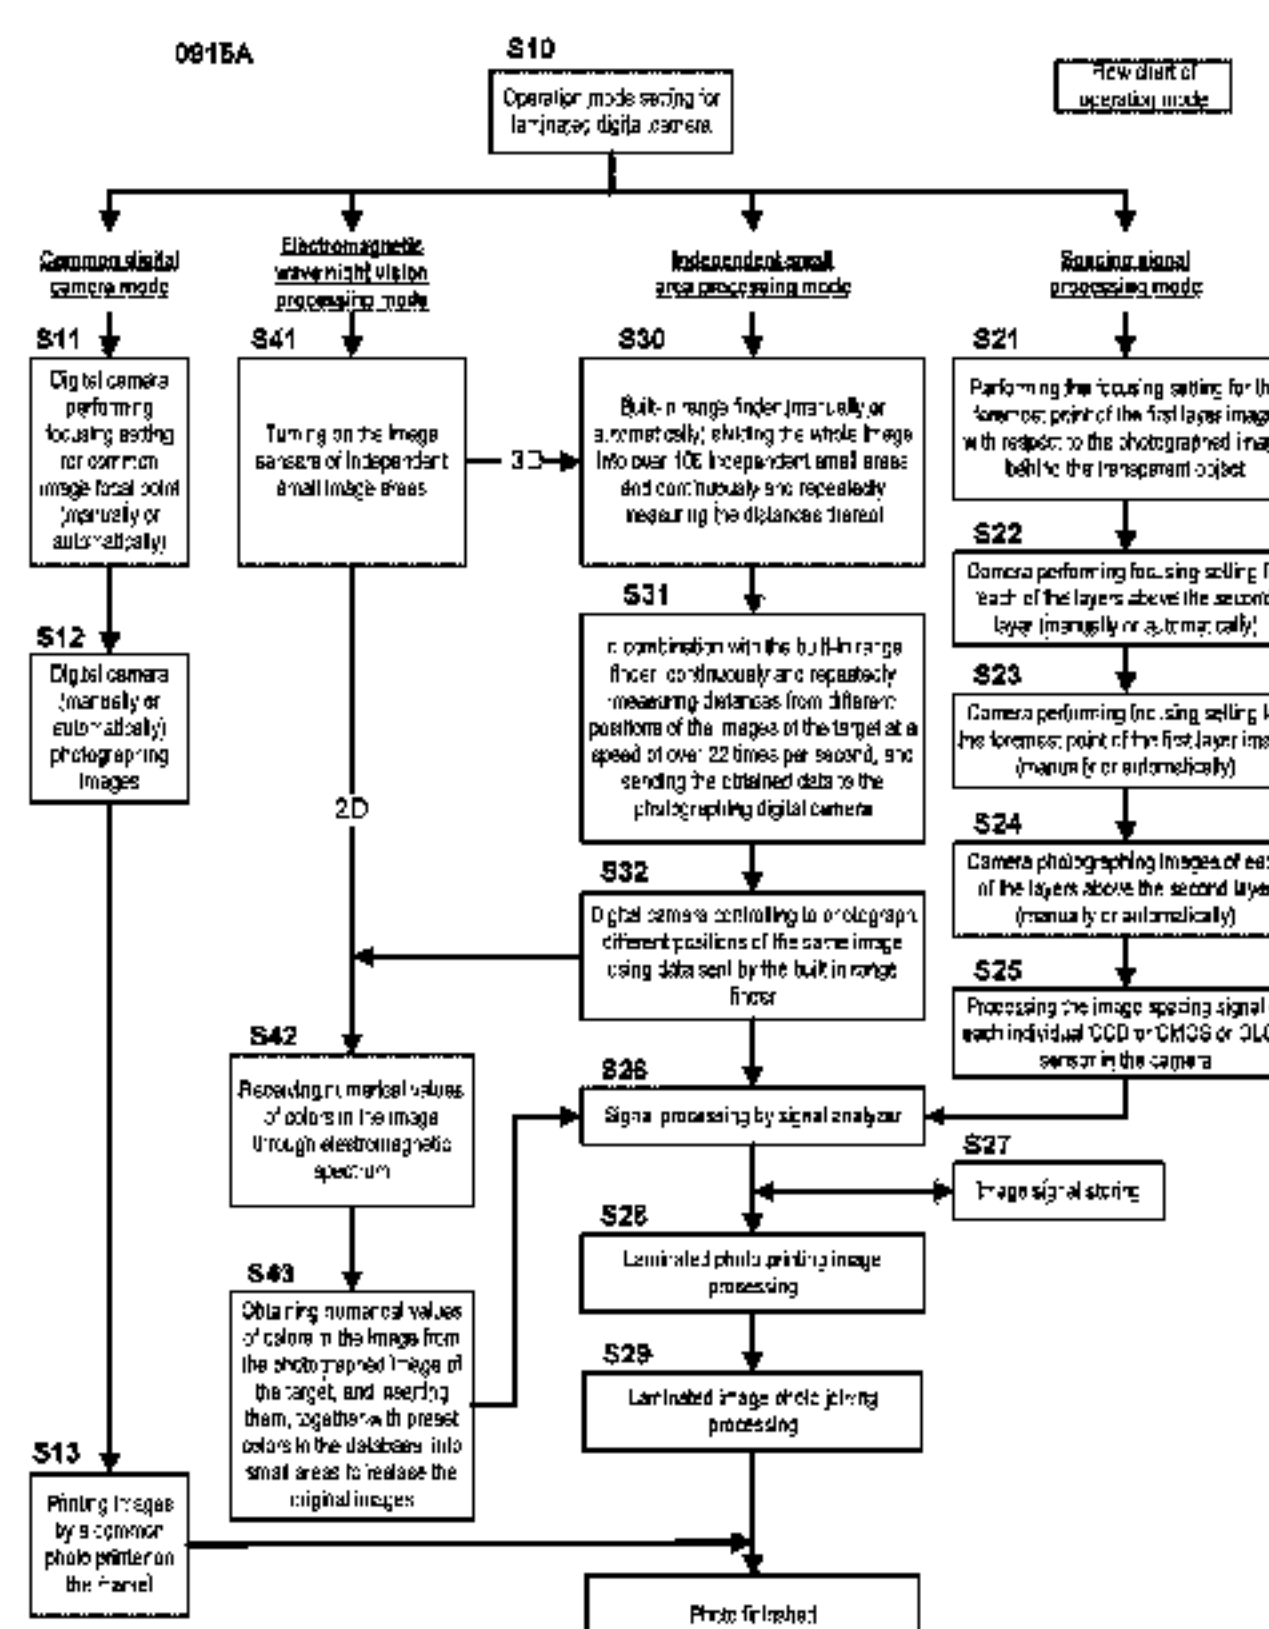 0915A
S10
Operation mode setting for
laminated digital camera
Flow chart of
operation mode
Common digital
camera mode
Electromagnetic
wave night vision
processing mode
Independent small
area processing mode
Spacing signal
processing mode
S11
Digital camera
performing
focusing setting
for common
image focal point
(manually or
automatically)
S12
Digital camera
(manually or
automatically)
photographing
images
S13
Printing images
by a common
photo printer on
the market
S41
Turning on the image
sensors of independent
small image areas
3D
2D
S42
Receiving numerical values
of colors in the image
through electromagnetic
spectrum
S43
Obtaining numerical values
of colors in the image from
the photographed image of
the target, and inserting
them, together with preset
colors in the database, into
small areas to replace the
original images
S30
Built-in range finder (manually or
automatically) dividing the whole image
into over 100 independent small areas
and continuously and repeatedly
measuring the distances thereof
S31
In combination with the built-in range
finder, continuously and repeatedly
measuring distances from different
positions of the images of the target at a
speed of over 22 times per second, and
sending the obtained data to the
photographing digital camera
S32
Digital camera controlling to photograph
different positions of the same image
using data sent by the built in range
finder
S26
Signal processing by signal analyzer
S27
Image signal storing
S28
Laminated photo printing image
processing
S29
Laminated image photo joining
processing
Photo finished
S21
Performing the focusing setting for
foremost point of the first layer
with respect to the photographed
behind the transparent object
S22
Camera performing focusing setting
each of the layers above the second
layer (manually or automatically)
S23
Camera performing focusing setting
the foremost point of the first layer
(manually or automatically)
S24
Camera photographing images of
of the layers above the second layer
(manually or automatically)
S25
Processing the image spacing signal
each individual CCD or CMOS or
sensor in the camera